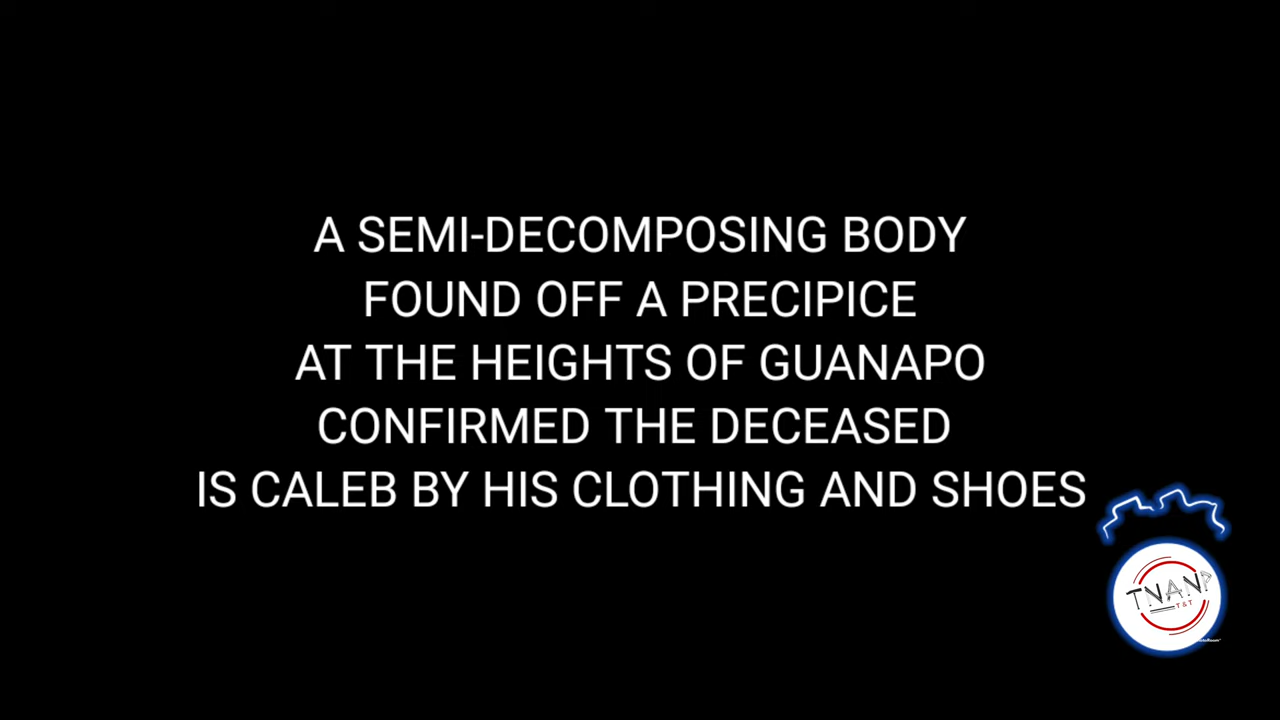 A SEMI-DECOMPOSING BODY
FOUND OFF A PRECIPICE
AT THE HEIGHTS OF GUANAPO
CONFIRMED THE DECEASED
IS CALEB BY HIS CLOTHING AND SHOES
TNANP
T&T